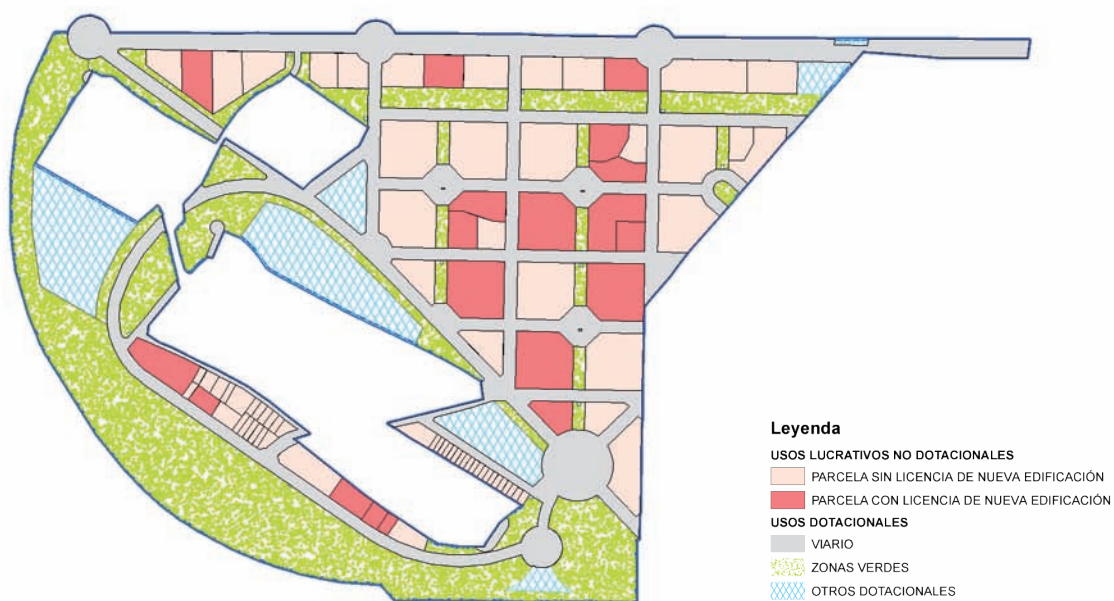 Leyenda
USOS LUCRATIVOS NO DOTACIONALES
PARCELA SIN LICENCIA DE NUEVA EDIFICACIÓN
PARCELA CON LICENCIA DE NUEVA EDIFICACIÓN
USOS DOTACIONALES
VIARIO
ZONAS VERDES
OTROS DOTACIONALES